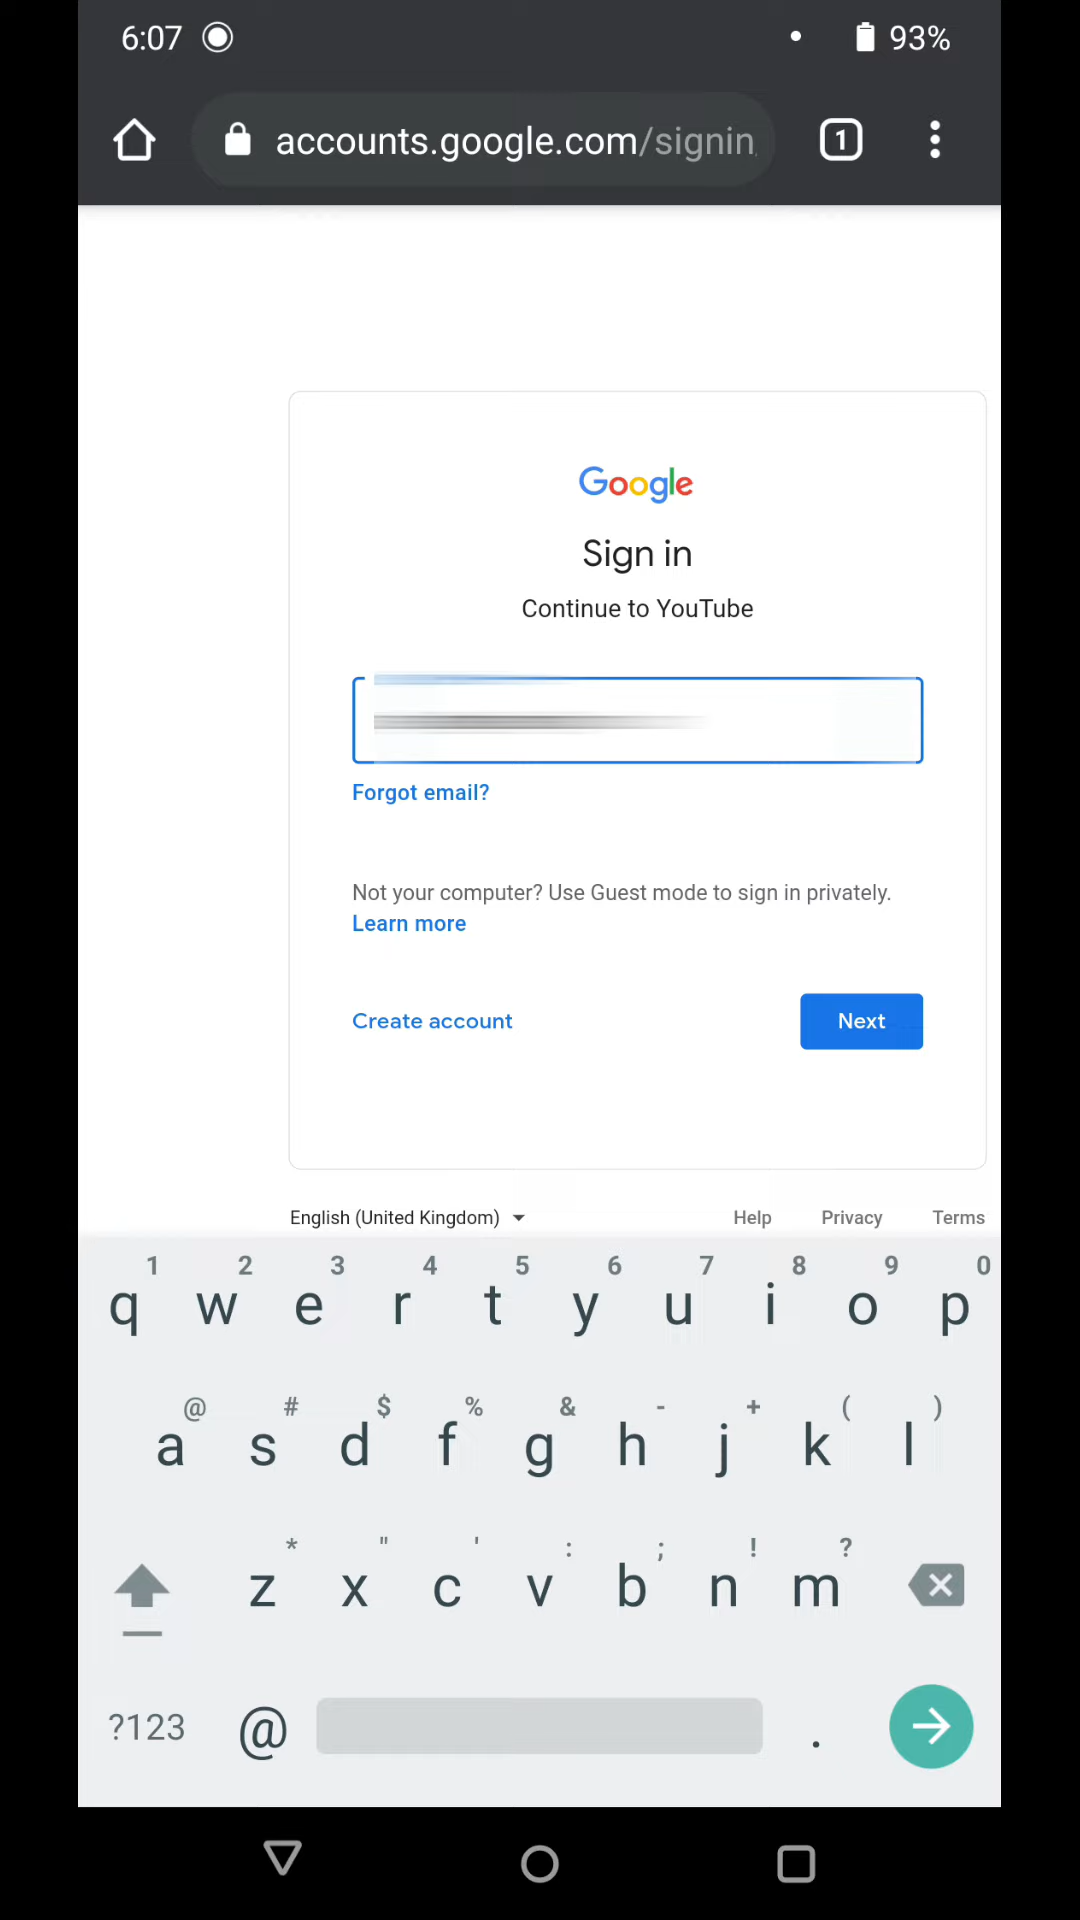 6:07
93%
accounts.google.com/signin
1
Google
Sign in
Continue to YouTube
Forgot email?
Not your computer? Use Guest mode to sign in privately.
Learn more
Create account
Next
English (United Kingdom)
Help Privacy Terms
1 2 3 4 5 6 7 8 9 0
q w e r t y u i o p
@ # $ % & - + ( )
a s d f g h j k l
* " ' : ; ! ?
z x c v b n m
?123 @ .